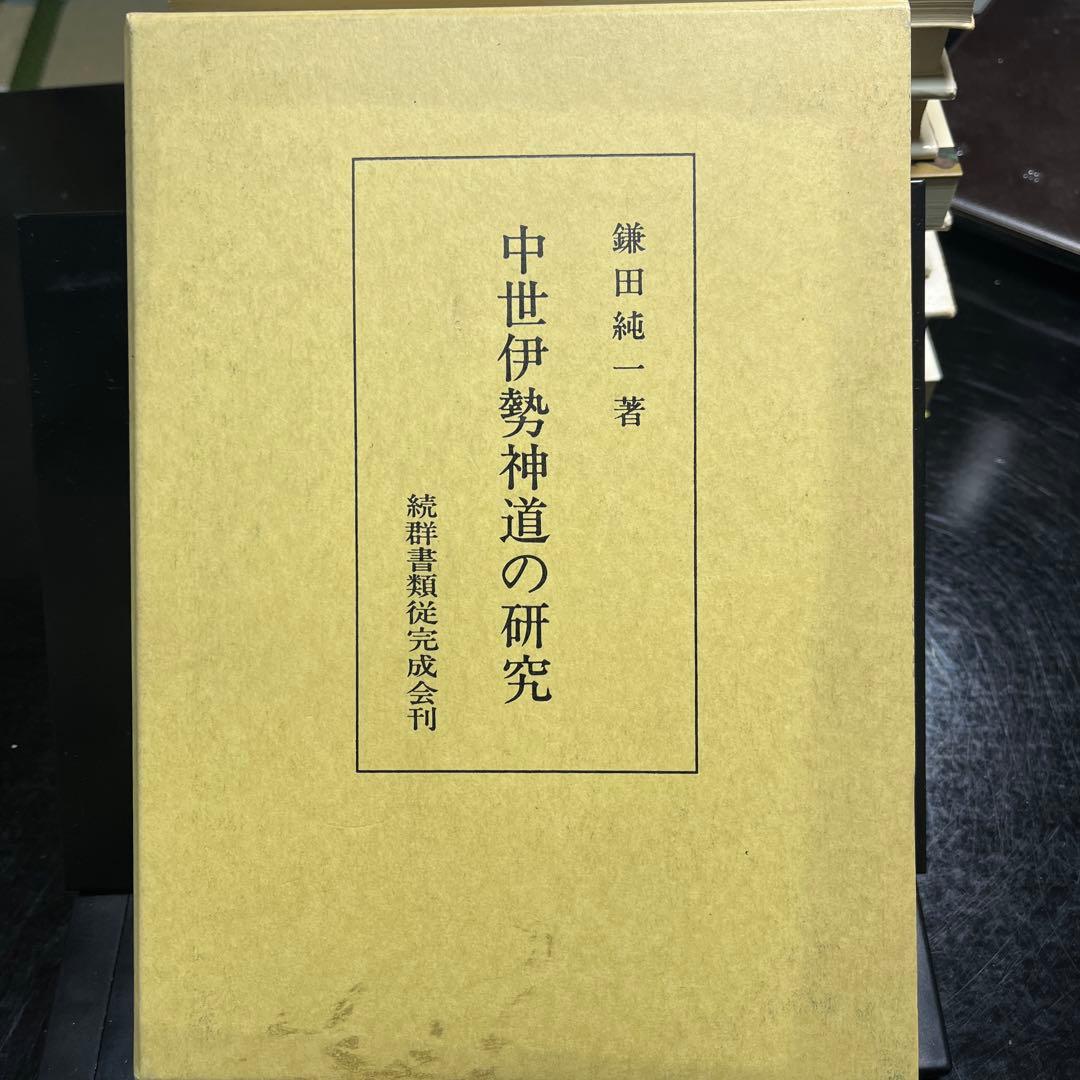 鎌田純一著
中世伊勢神道の研究
続群書類従完成会刊